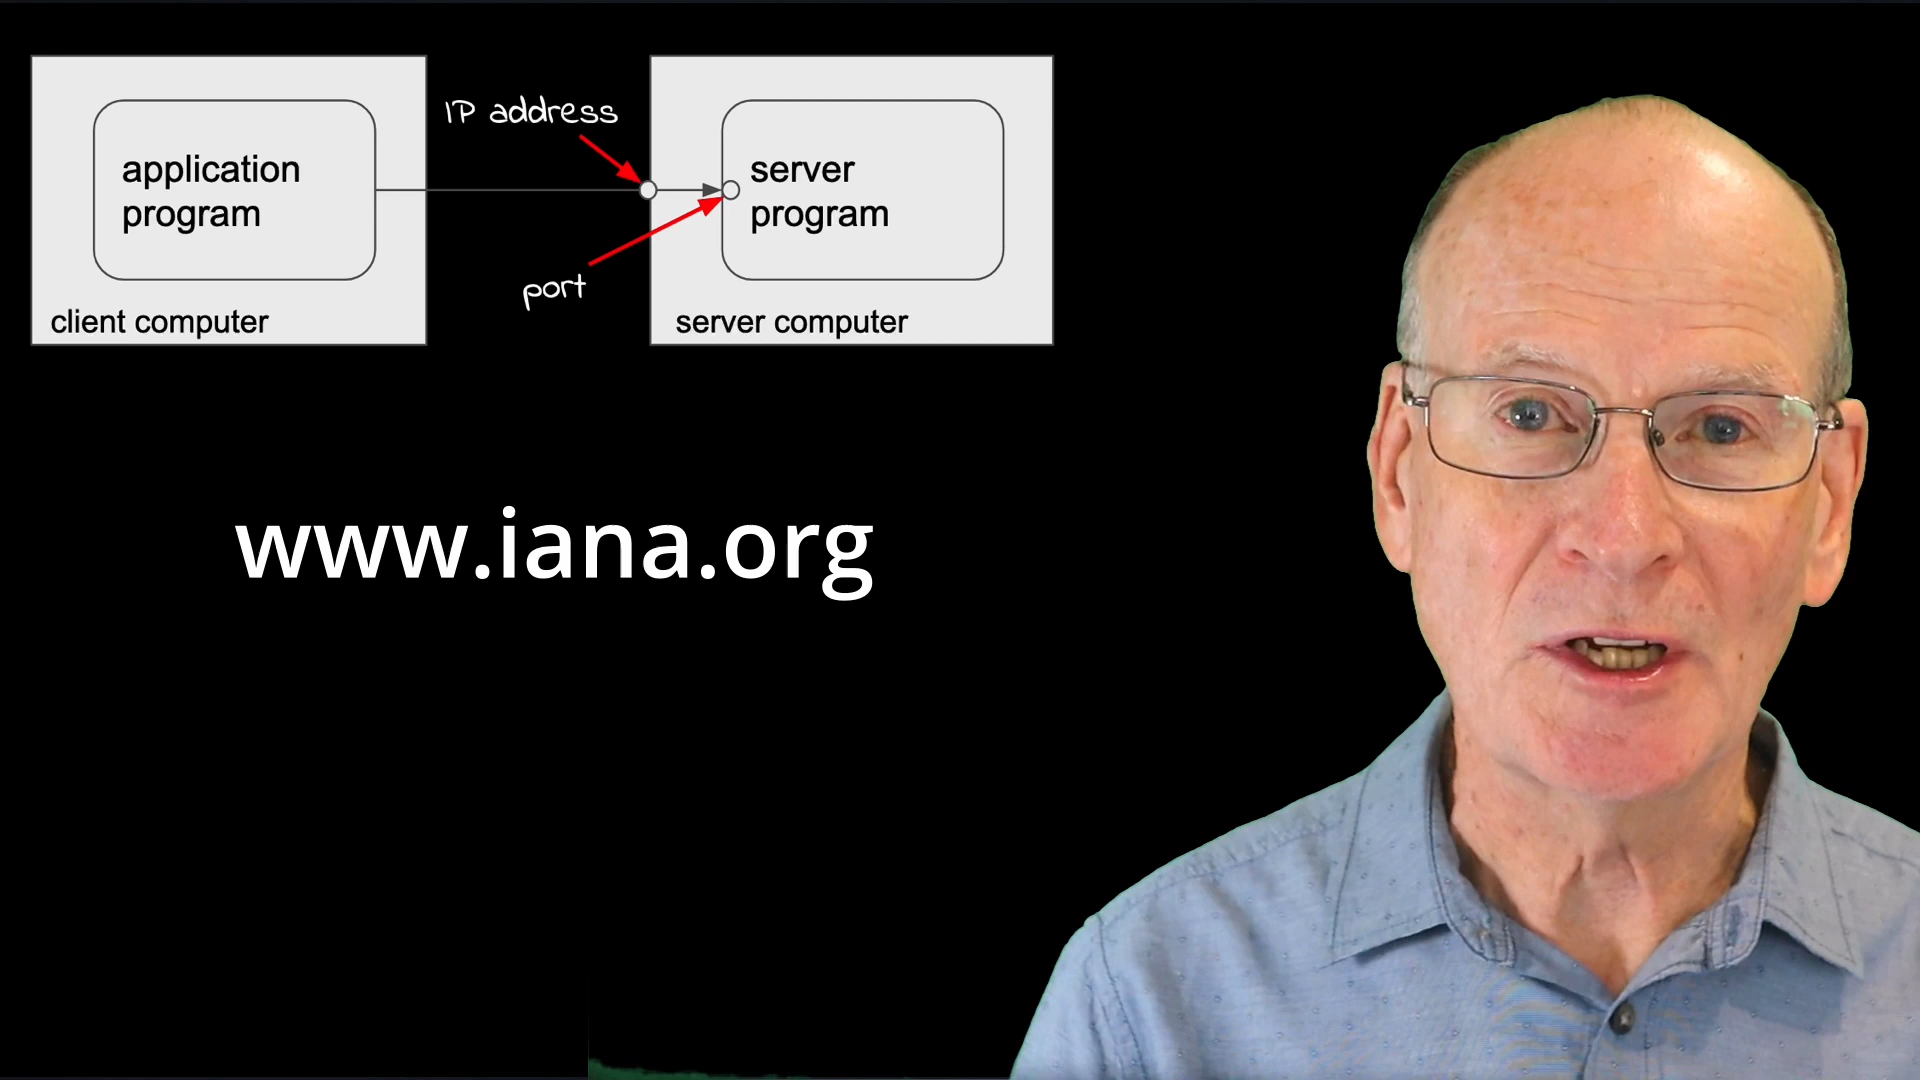 application
program
client computer
IP address
port
server
program
server computer
www.iana.org